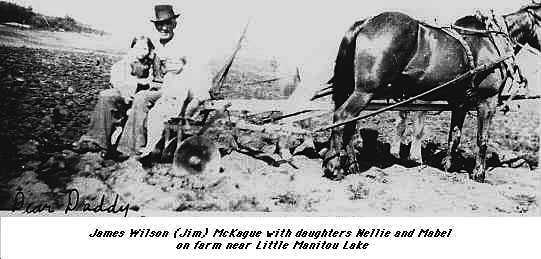 Dear Daddy
James Wilson (Jim) McKague with daughters Nellie and Mabel
on farm near Little Manitou Lake